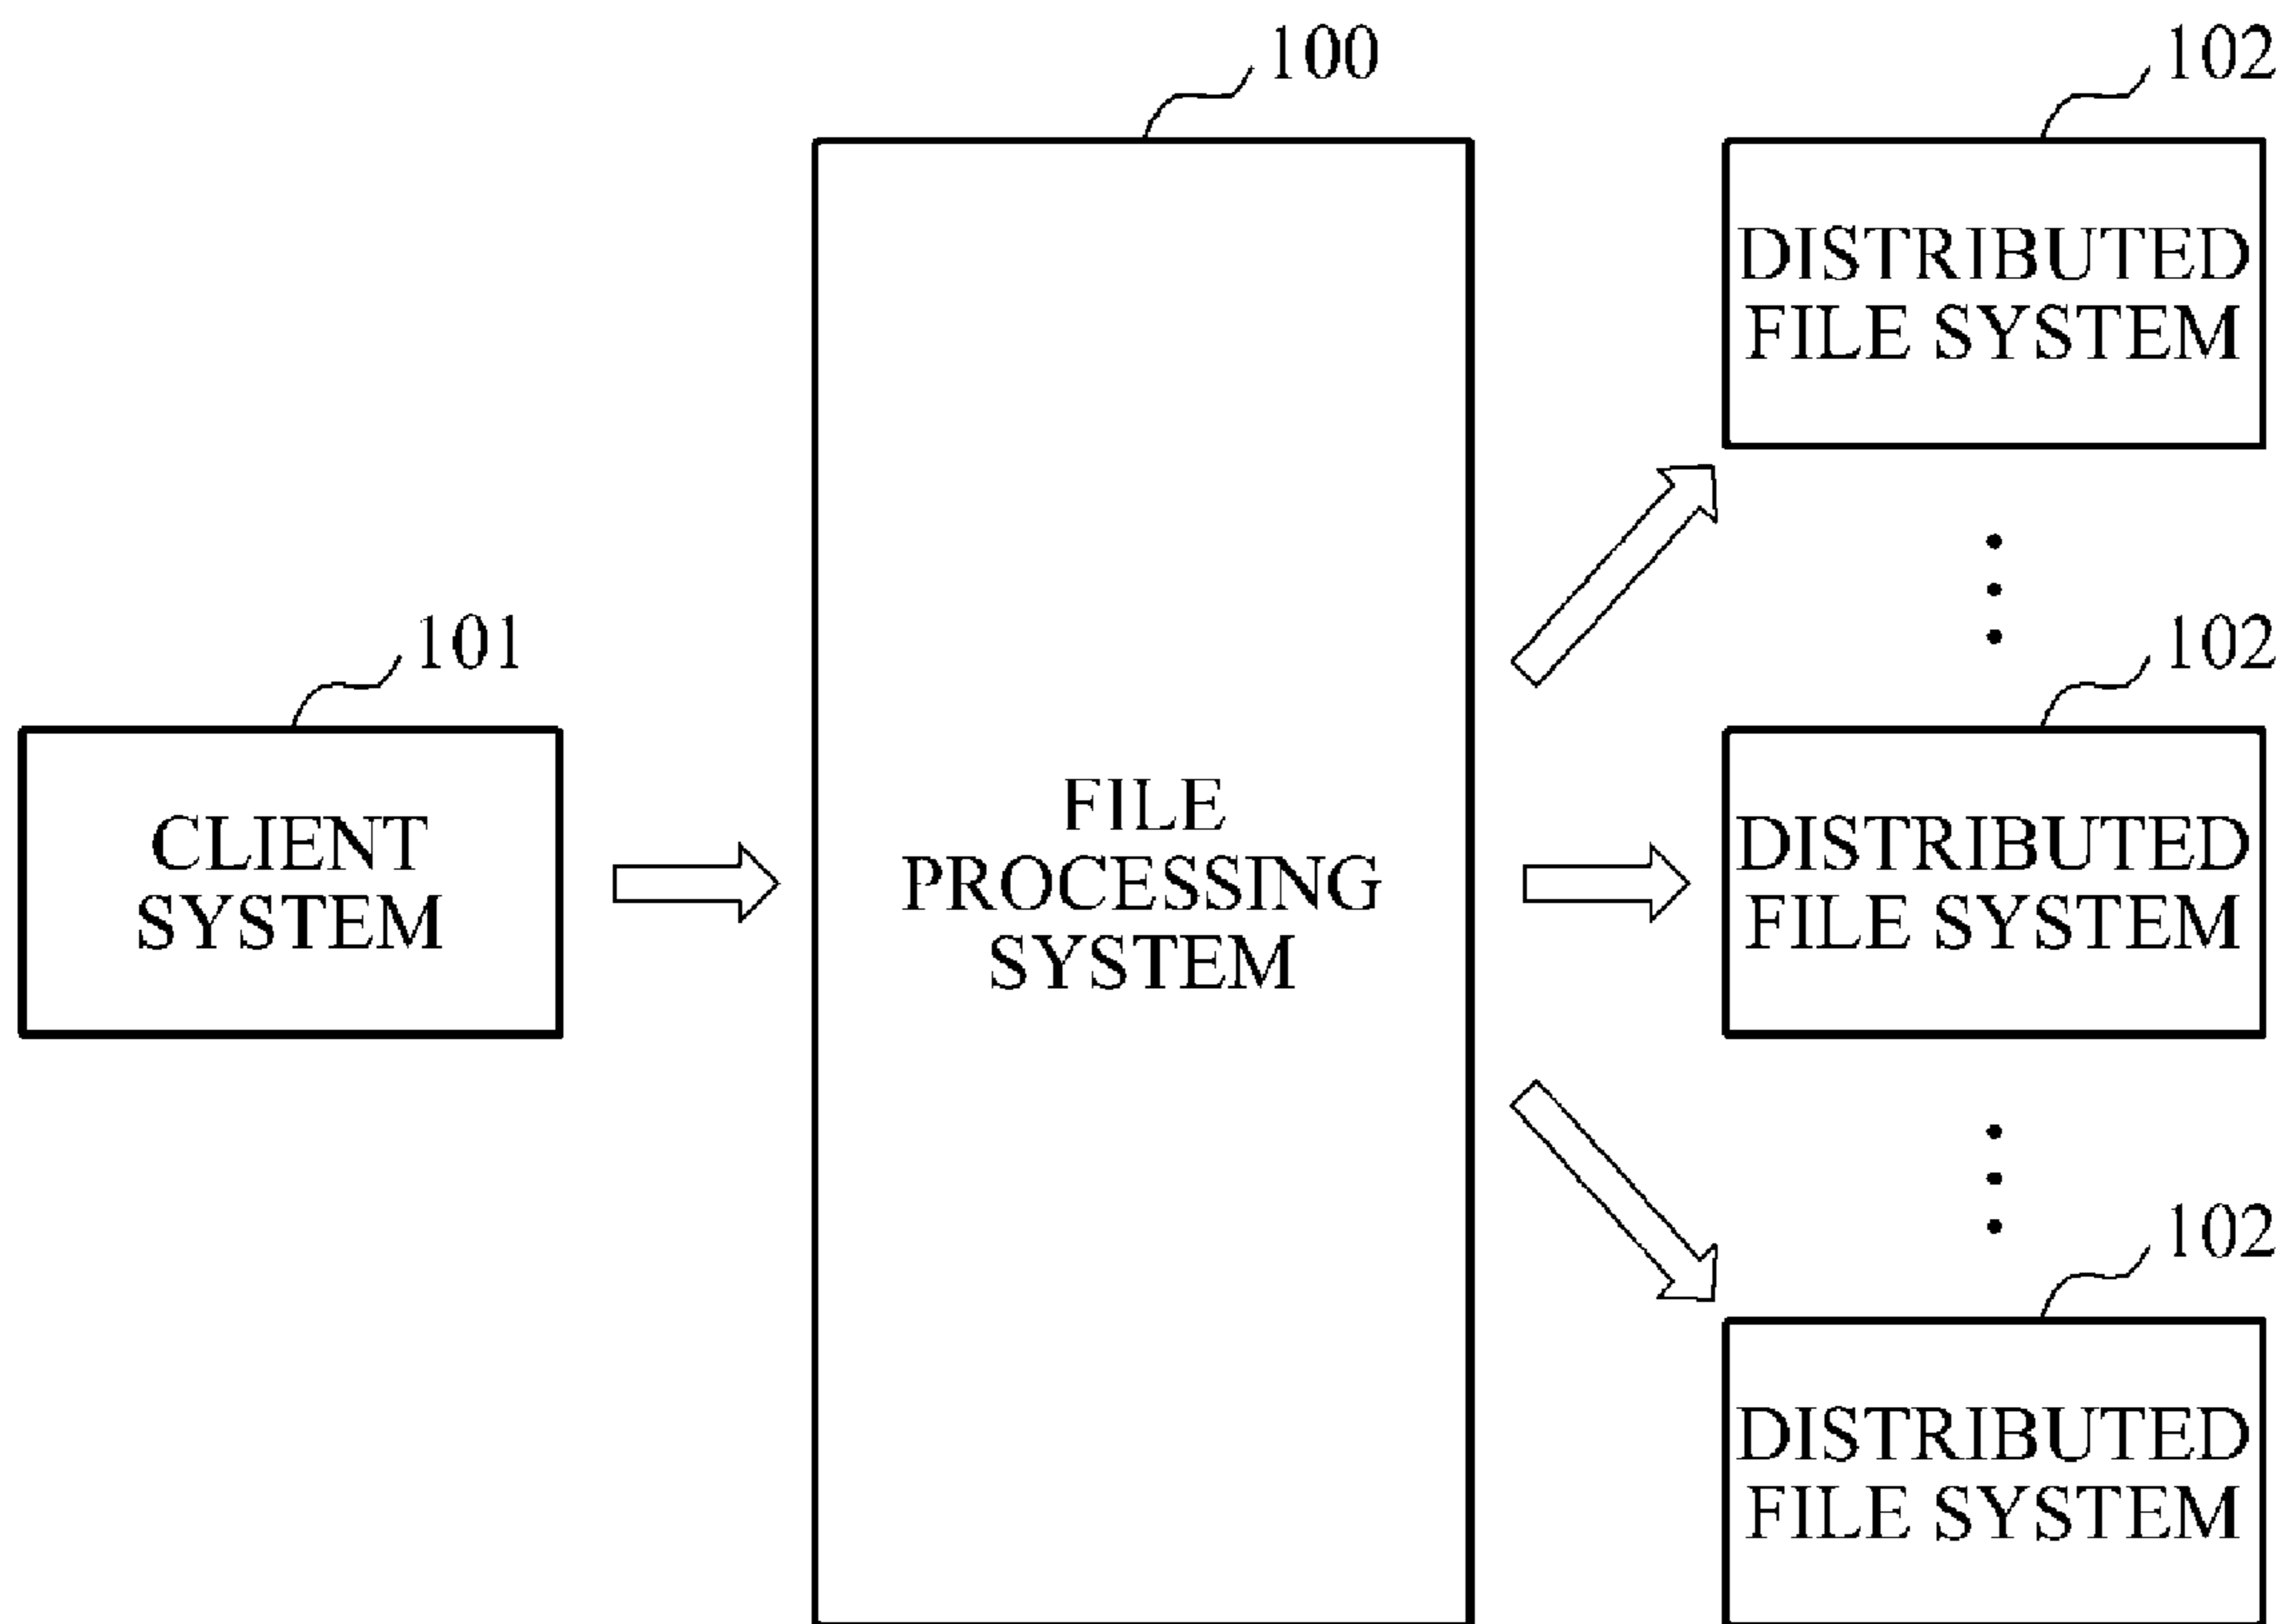 100
102
DISTRIBUTED
FILE SYSTEM
101
102
CLIENT
SYSTEM
FILE
PROCESSING
SYSTEM
DISTRIBUTED
FILE SYSTEM
102
DISTRIBUTED
FILE SYSTEM